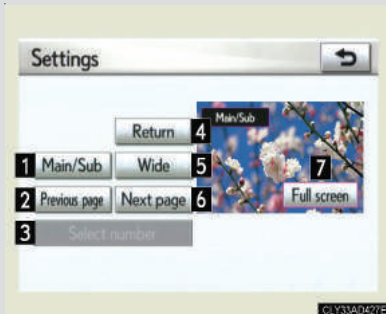 Settings
Return 4
Main/Sub
1 Main/Sub
Wide 5
7
2 Previous page
Next page 6
Full screen
3 Select number
CLY33AD427E